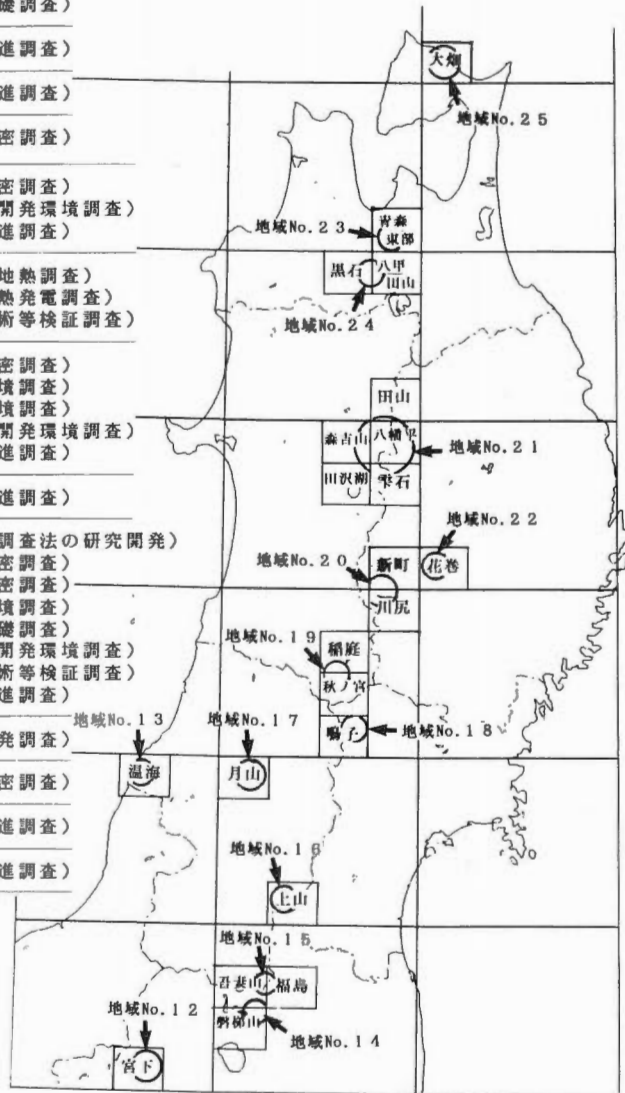 礎調査)
進調査)
進調査)
密調査)
密調査)
開発環境調査)
進調査)
地熱調査)
熱発電調査)
術等検証調査)
密調査)
境調査)
境調査)
開発環境調査)
進調査)
進調査)
調査法の研究開発)
密調査)
密調査)
境調査)
礎調査)
開発環境調査)
術等検証調査)
進調査)
発調査)
密調査)
進調査)
進調査)
大畑
地域No.25
地域No.23
青森
東部
黒石
八甲
田山
地域No.24
田山
森吉山
八幡平
地域No.21
田沢湖
雫石
地域No.22
地域No.20
新町
花巻
川尻
地域No.19
稲庭
秋ノ宮
鳴子
地域No.18
地域No.13
地域No.17
温海
月山
地域No.16
上山
地域No.15
吾妻山
福島
磐梯山
地域No.14
地域No.12
宮下